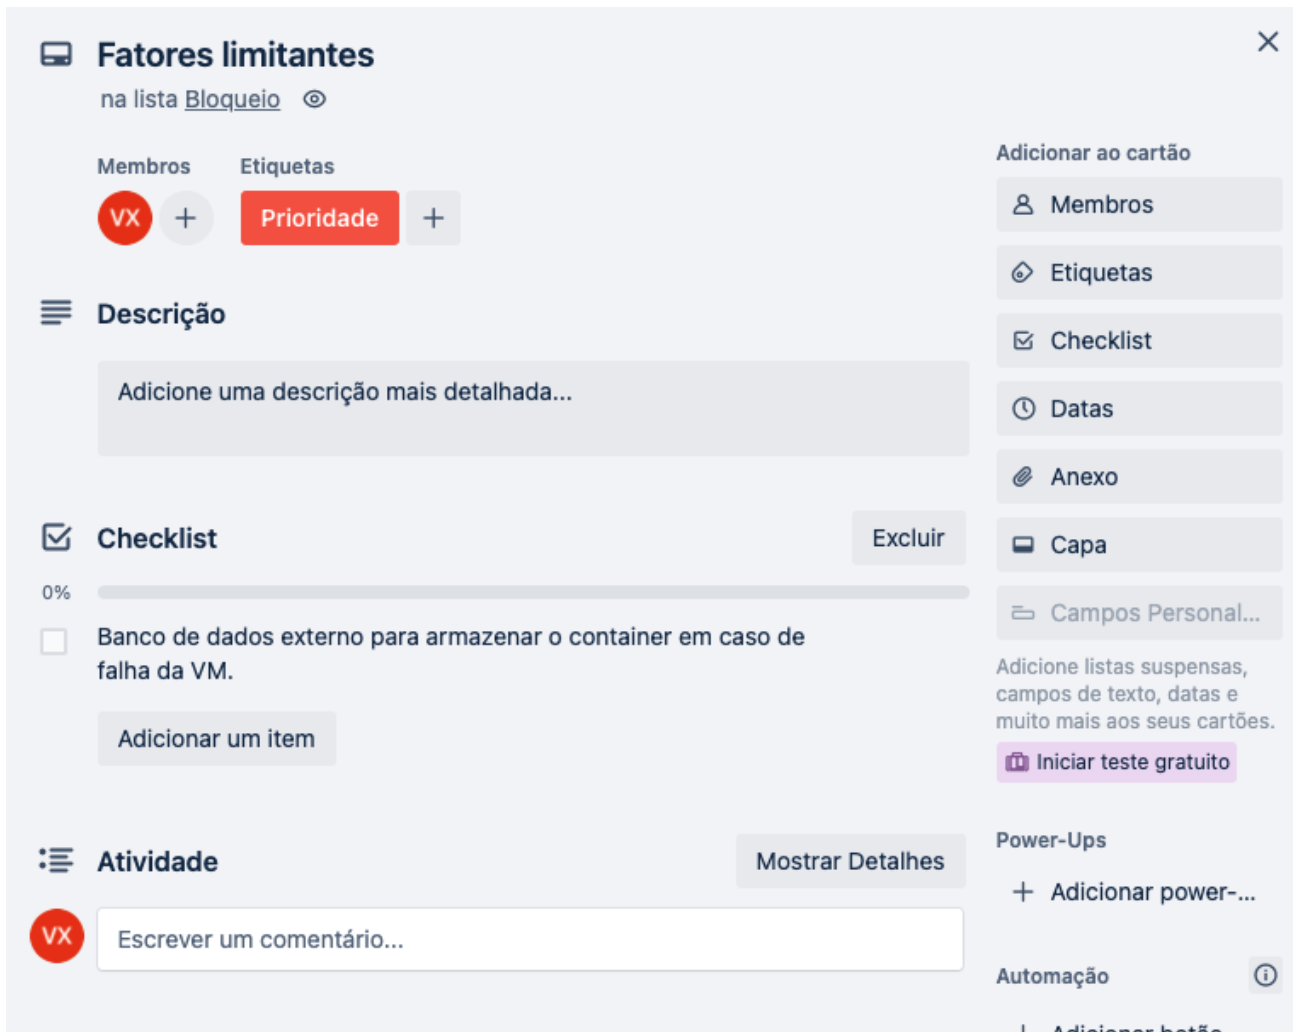 Fatores limitantes
na lista Bloqueio
Membros
Etiquetas
VX
Prioridade
Descrição
Adicione uma descrição mais detalhada...
Checklist
Excluir
0%
Banco de dados externo para armazenar o container em caso de
falha da VM.
Adicionar um item
Atividade
Mostrar Detalhes
VX
Escrever um comentário...
Adicionar ao cartão
Membros
Etiquetas
Checklist
Datas
Anexo
Capa
Campos Personal...
Adicione listas suspensas,
campos de texto, datas e
muito mais aos seus cartões.
Iniciar teste gratuito
Power-Ups
Adicionar power-...
Automação
Adicionar botão